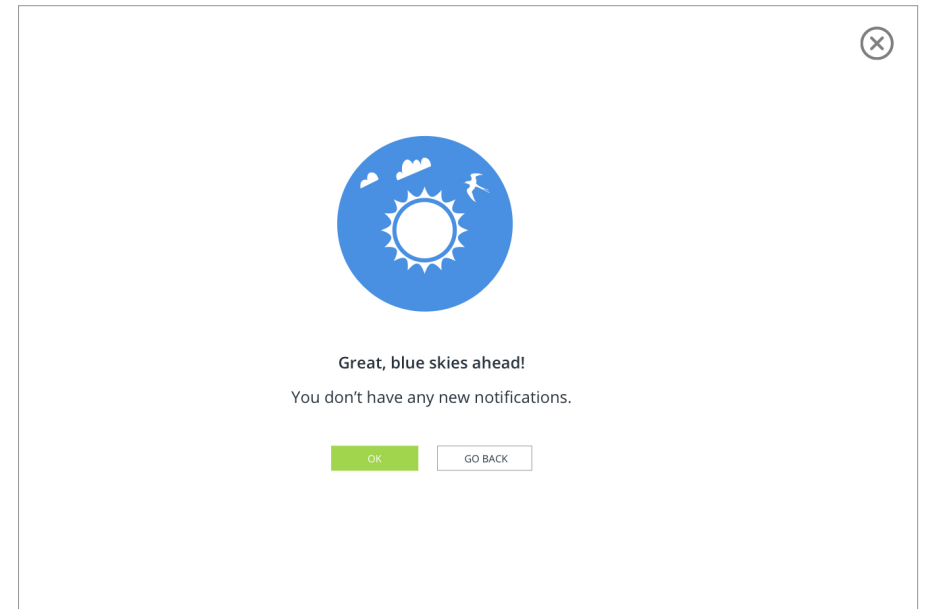 Great, blue skies ahead!
You don’t have any new notifications.
OK
GO BACK